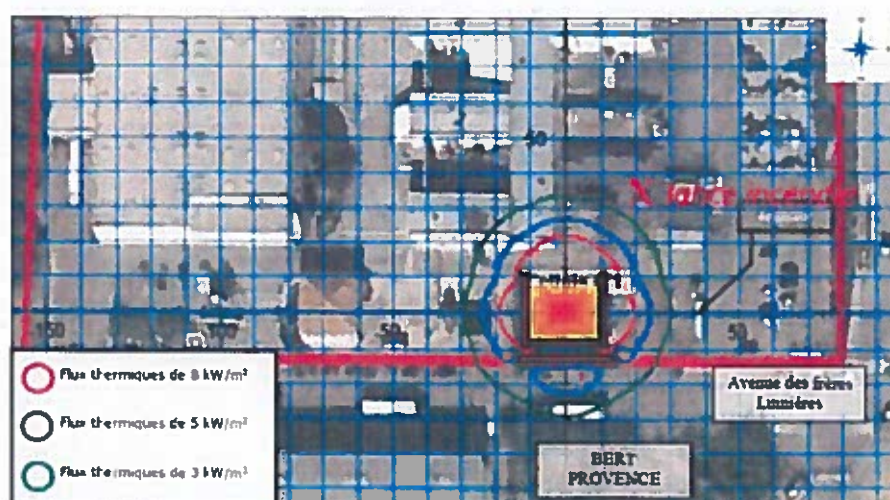 lance incendie
150
100
50
50
Flux thermiques de 8 kW/m²
Flux thermiques de 5 kW/m²
Flux thermiques de 3 kW/m²
Avenue des frères
Lumières
BERT
PROVENCE